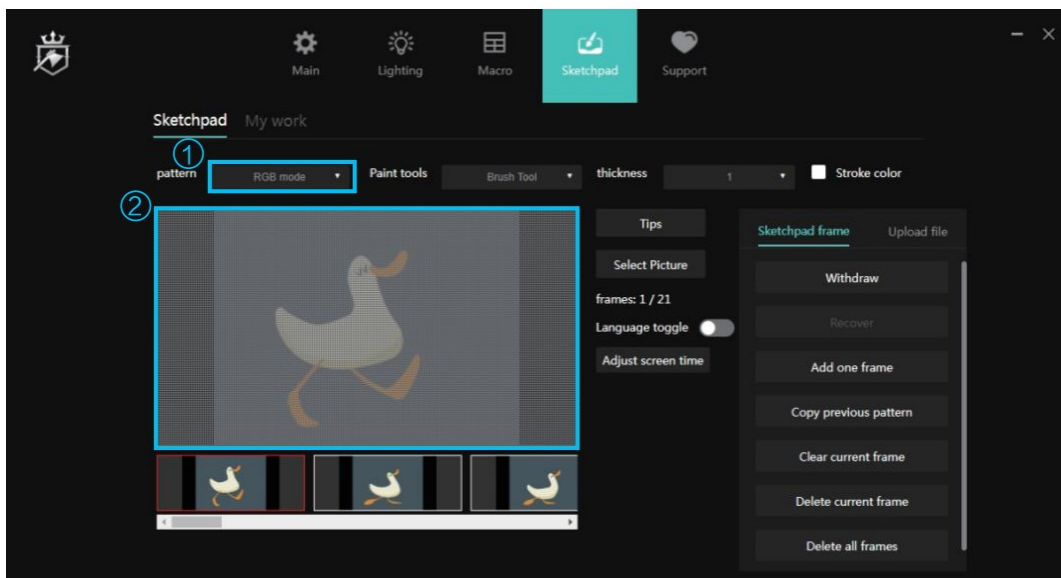 Main
Lighting
Macro
Sketchpad
Support
Sketchpad
My work
①
pattern
RGB mode
Paint tools
Brush Tool
thickness
1
Stroke color
②
Tips
Select Picture
frames: 1 / 21
Language toggle
Adjust screen time
Sketchpad frame
Upload file
Withdraw
Recover
Add one frame
Copy previous pattern
Clear current frame
Delete current frame
Delete all frames